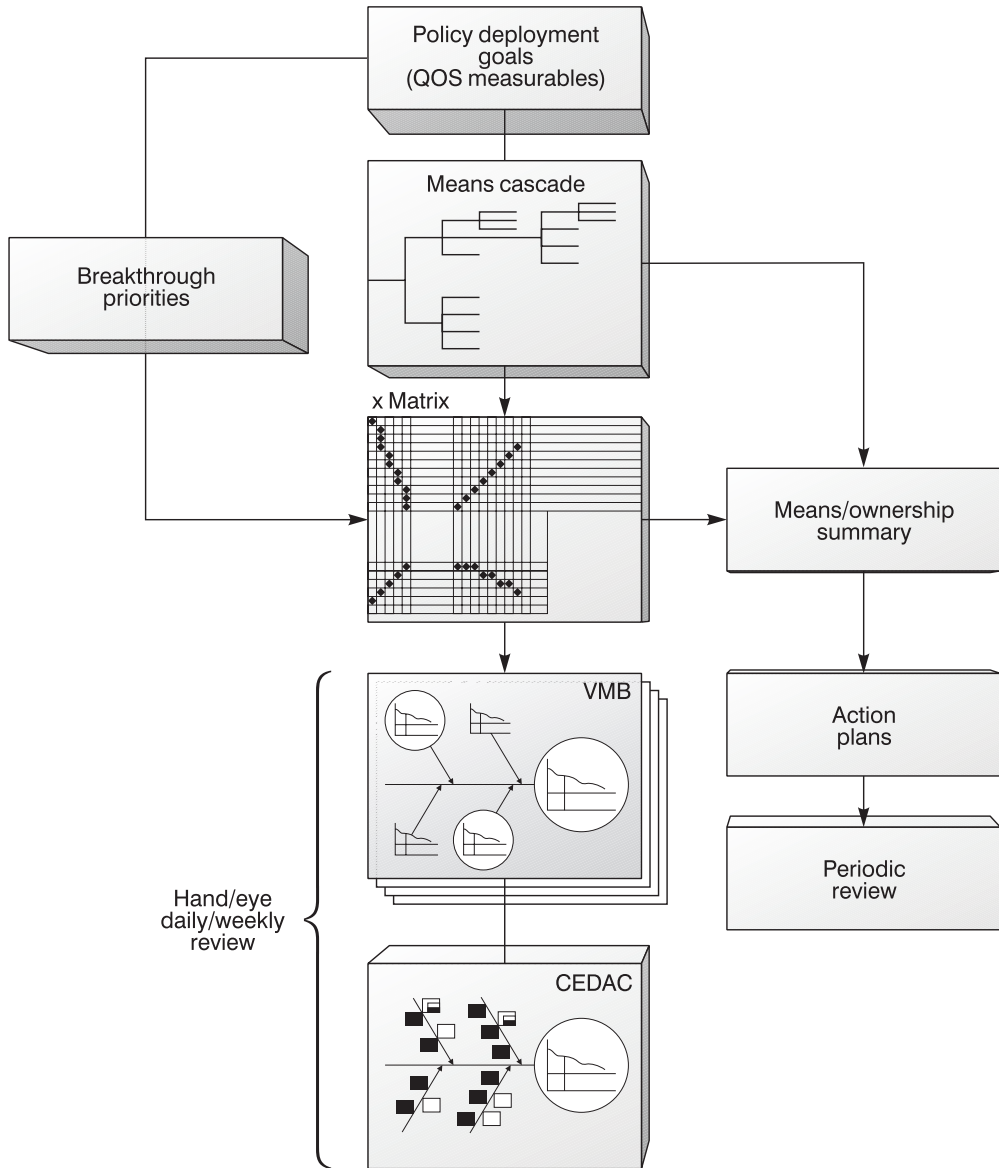 Policy deployment
goals
(QOS measurables)
Means cascade
Breakthrough
priorities
x Matrix
Means/ownership
summary
VMB
Action
plans
Periodic
review
Hand/eye
daily/weekly
review
CEDAC